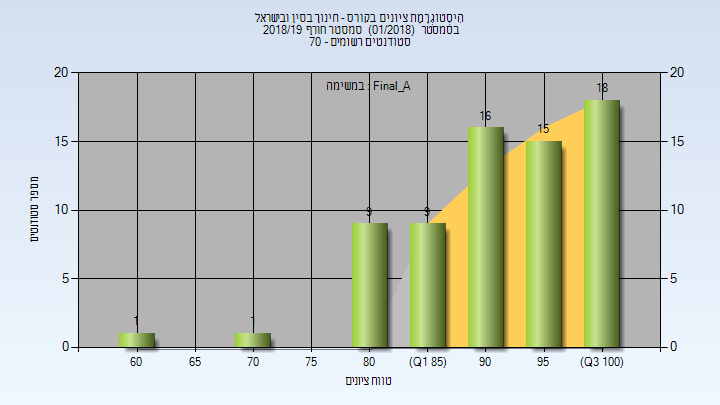 היסטוגרמת ציונים בקורס - חינוך בסין ובישראל
בסמסטר (01/2018) סמסטר חורף 2018/19
סטודנטים רשומים - 70
במשימה : Final_A
20 20
18
16
15 15 15
10 10
9 9
5 5
1 1
0 0
60 65 70 75 80 (Q1 85) 90 95 (Q3 100)
מספר סטודנטים
טווח ציונים